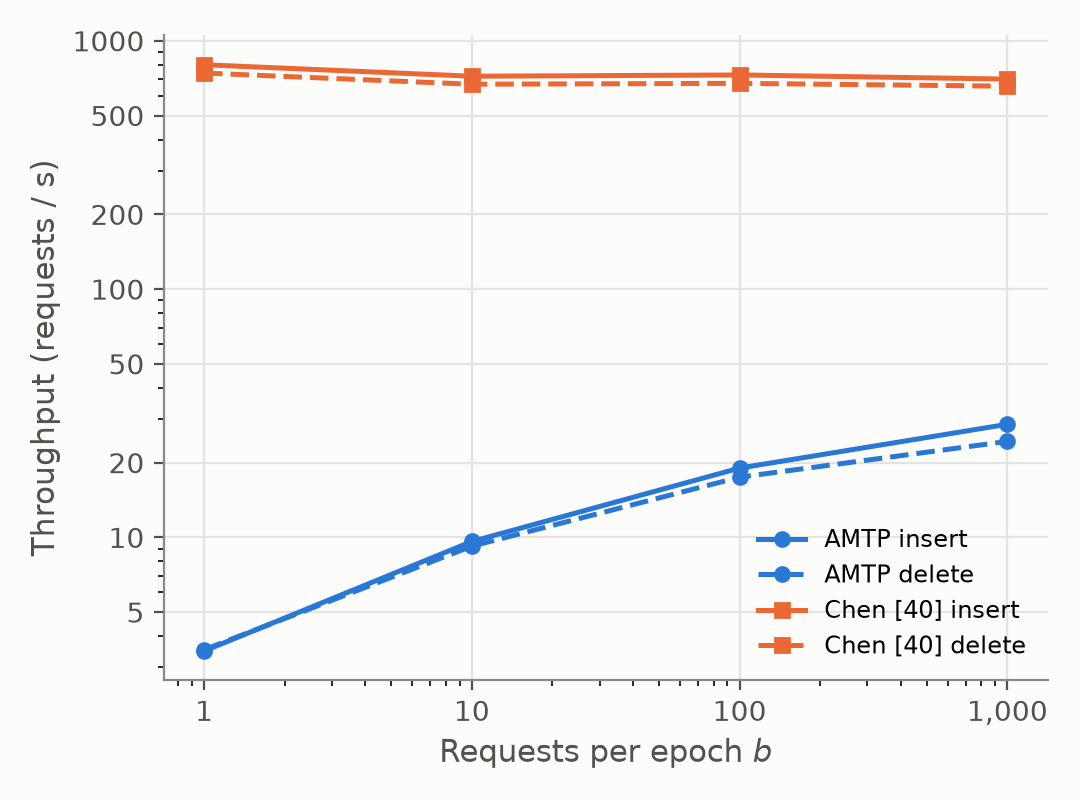 1000
500
200
100
50
20
10
5
Throughput (requests / s)
AMTP insert
AMTP delete
Chen [40] insert
Chen [40] delete
1 10 100 1,000
Requests per epoch b